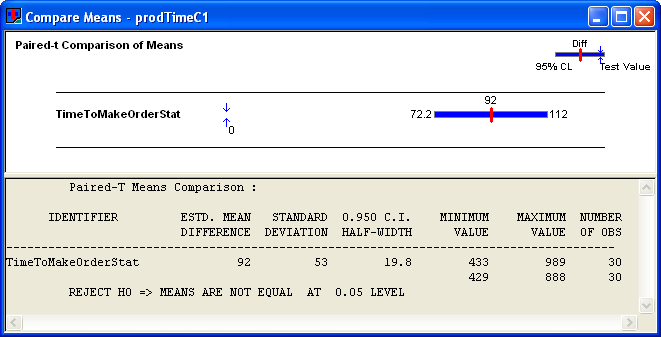 Compare Means - prodTimeC1
Paired-t Comparison of Means
Diff
95% CL
Test Value
TimeToMakeOrderStat
0
72.2
92
112
Paired-T Means Comparison :
IDENTIFIER ESTD. MEAN STANDARD 0.950 C.I. MINIMUM MAXIMUM NUMBER
DIFFERENCE DEVIATION HALF-WIDTH VALUE VALUE OF OBS
TimeToMakeOrderStat 92 53 19.8 433 989 30
429 888 30
REJECT H0 => MEANS ARE NOT EQUAL AT 0.05 LEVEL